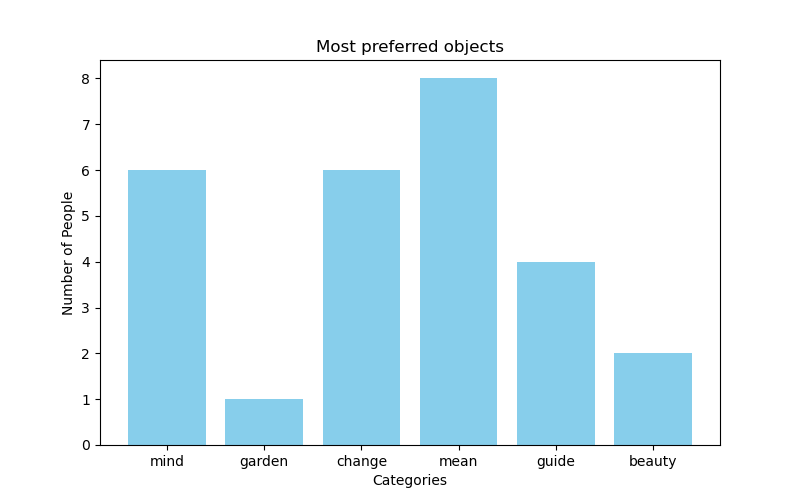 Most preferred objects
8
7
6
5
4
3
2
1
0
Number of People
mind garden change mean guide beauty
Categories